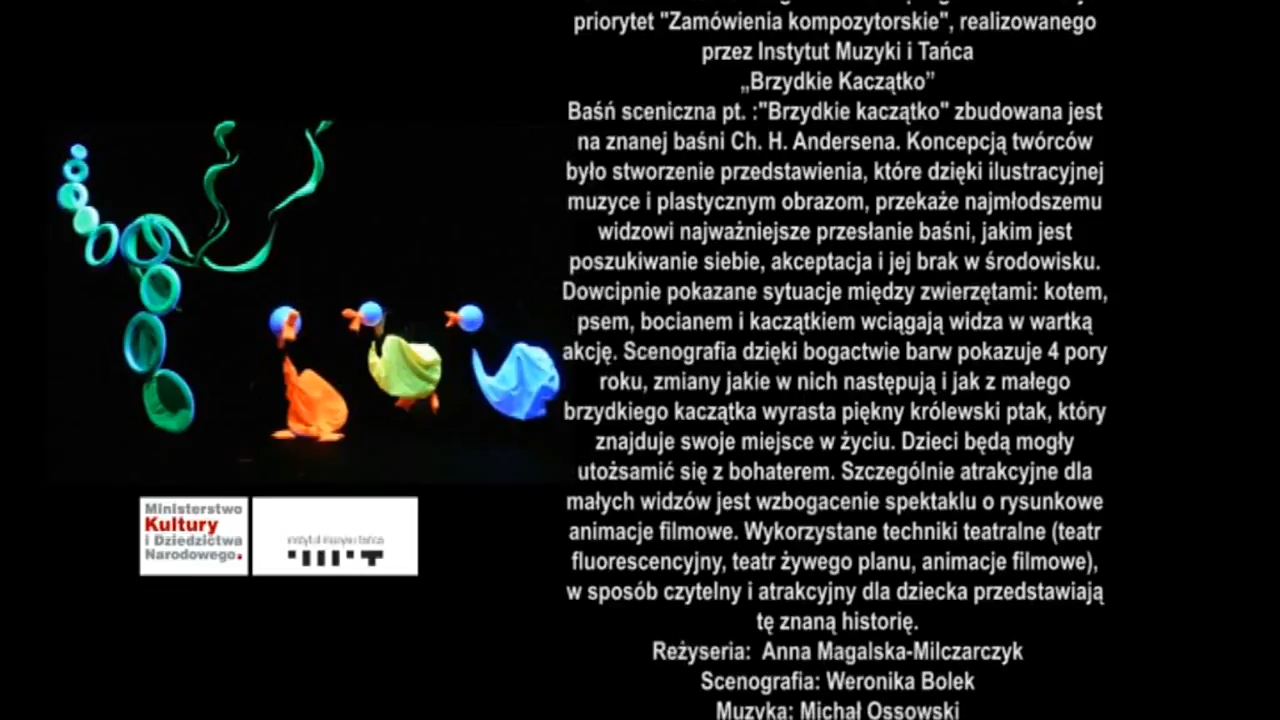 priorytet "Zamówienia kompozytorskie", realizowanego
przez Instytut Muzyki i Tańca
„Brzydkie Kaczątko”
Baśń sceniczna pt. :"Brzydkie kaczątko" zbudowana jest
na znanej baśni Ch. H. Andersena. Koncepcją twórców
było stworzenie przedstawienia, które dzięki ilustracyjnej
muzyce i plastycznym obrazom, przekaże najmłodszemu
widzowi najważniejsze przesłanie baśni, jakim jest
poszukiwanie siebie, akceptacja i jej brak w środowisku.
Dowcipnie pokazane sytuacje między zwierzętami: kotem,
psem, bocianem i kaczątkiem wciągają widza w wartką
akcję. Scenografia dzięki bogactwie barw pokazuje 4 pory
roku, zmiany jakie w nich następują i jak z małego
brzydkiego kaczątka wyrasta piękny królewski ptak, który
znajduje swoje miejsce w życiu. Dzieci będą mogły
utożsamić się z bohaterem. Szczególnie atrakcyjne dla
małych widzów jest wzbogacenie spektaklu o rysunkowe
animacje filmowe. Wykorzystane techniki teatralne (teatr
fluorescencyjny, teatr żywego planu, animacje filmowe),
w sposób czytelny i atrakcyjny dla dziecka przedstawiają
tę znaną historię.
Reżyseria: Anna Magalska-Milczarczyk
Scenografia: Weronika Bolek
Muzyka: Michał Ossowski
Ministerstwo
Kultury
i Dziedzictwa
Narodowego.
instytut muzyki i tańca